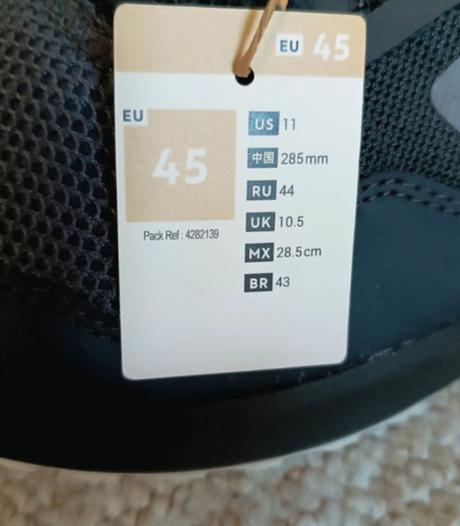 EU 45
EU
45
Pack Ref : 4282139
US 11
中国 285mm
RU 44
UK 10.5
MX 28.5cm
BR 43